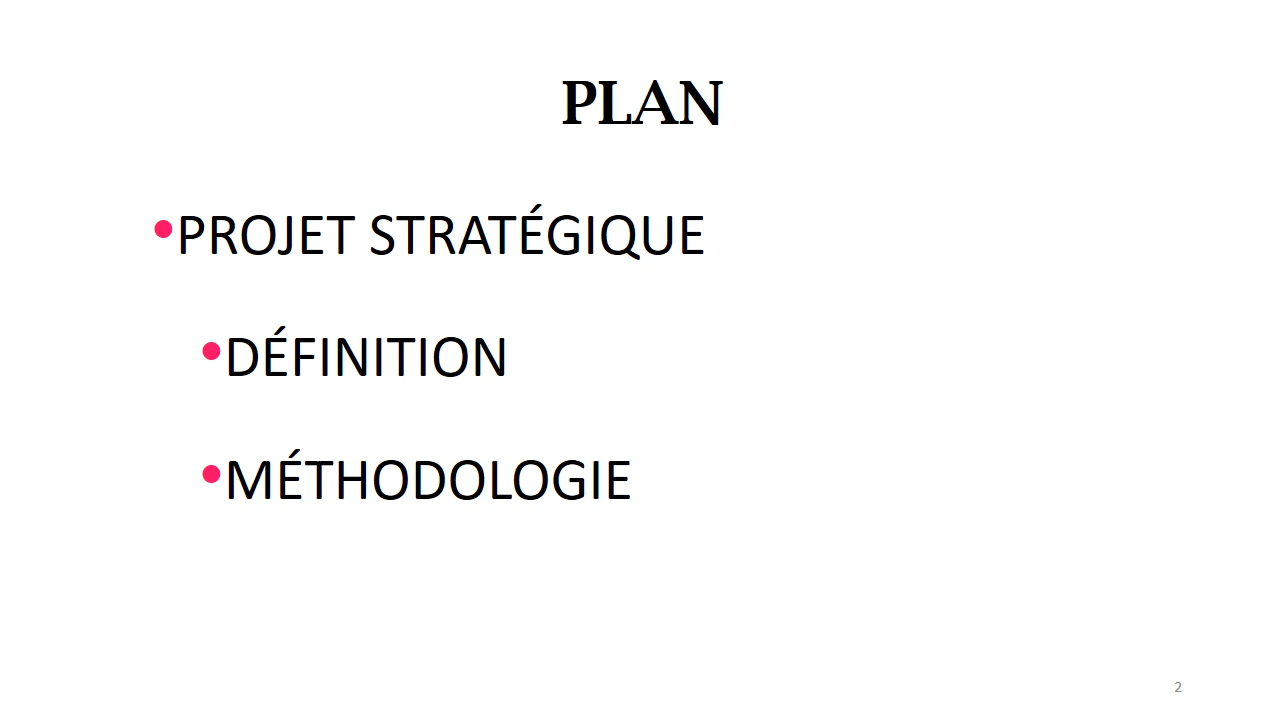 PLAN
•PROJET STRATÉGIQUE
•DÉFINITION
•MÉTHODOLOGIE
2